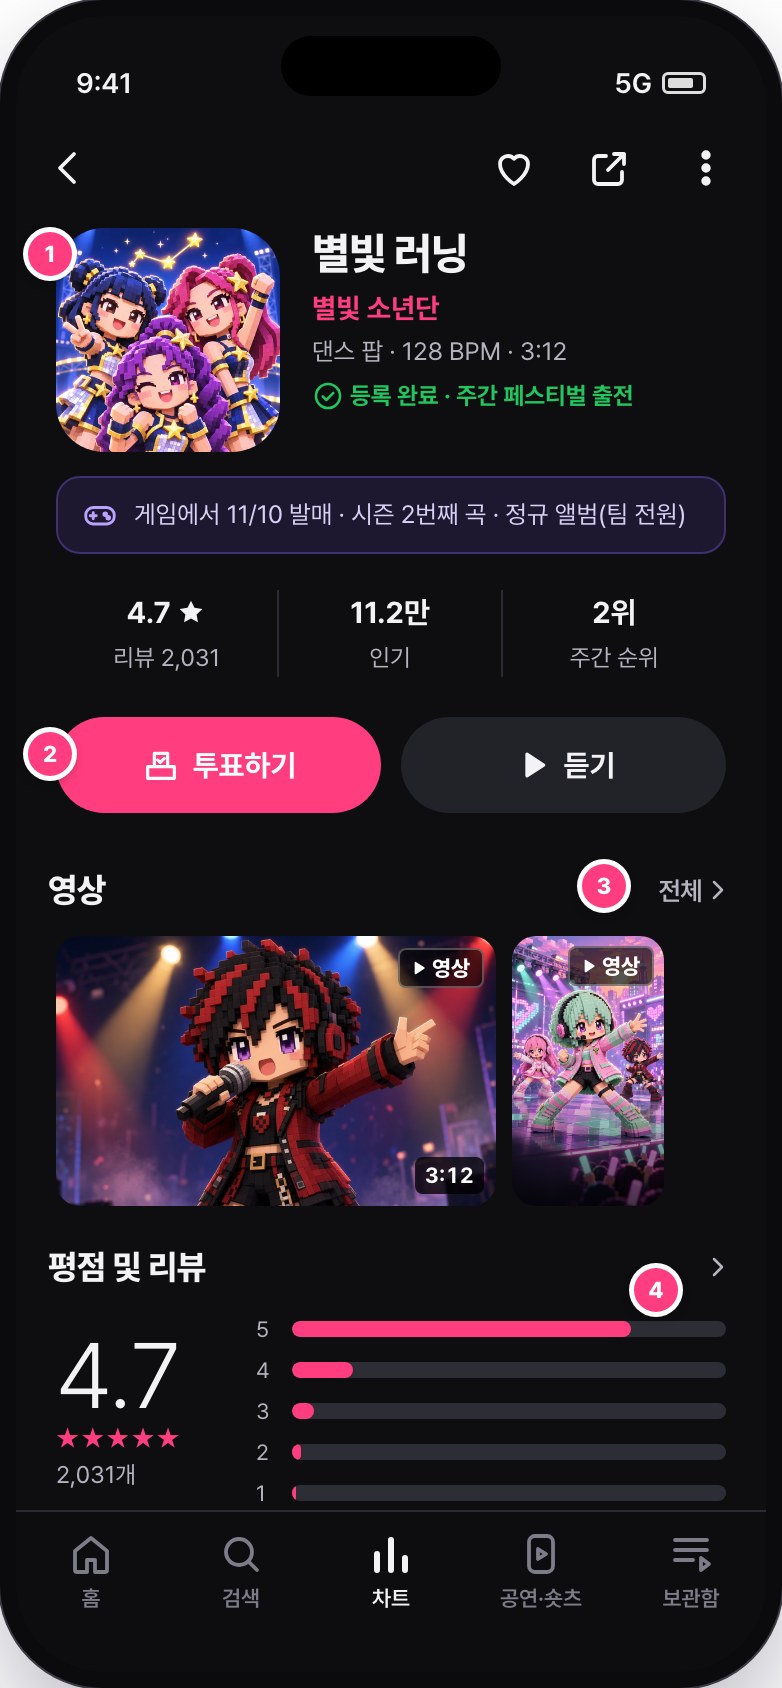 9:41
5G
1
별빛 러닝
별빛 소년단
댄스 팝 · 128 BPM · 3:12
등록 완료 · 주간 페스티벌 출전
게임에서 11/10 발매 · 시즌 2번째 곡 · 정규 앨범(팀 전원)
4.7 ★
리뷰 2,031
11.2만
인기
2위
주간 순위
2
투표하기
듣기
영상
3
전체
영상
3:12
영상
평점 및 리뷰
4
4.7
★★★★★
2,031개
5
4
3
2
1
홈
검색
차트
공연·숏츠
보관함